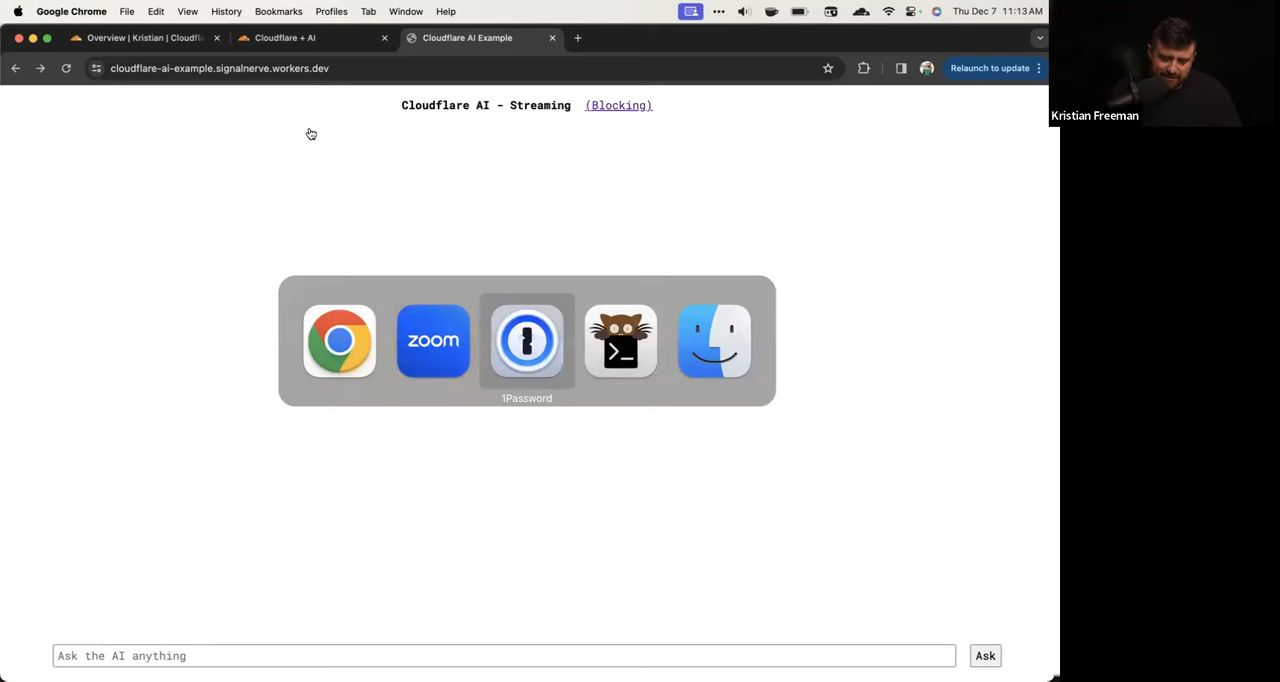 Google Chrome File Edit View History Bookmarks Profiles Tab Window Help Thu Dec 7 11:13 AM
Overview | Kristian | Cloudfla Cloudflare + AI Cloudflare AI Example
cloudflare-ai-example.signalnerve.workers.dev Relaunch to update
Cloudflare AI - Streaming (Blocking)
Kristian Freeman
zoom
1Password
Ask the AI anything Ask